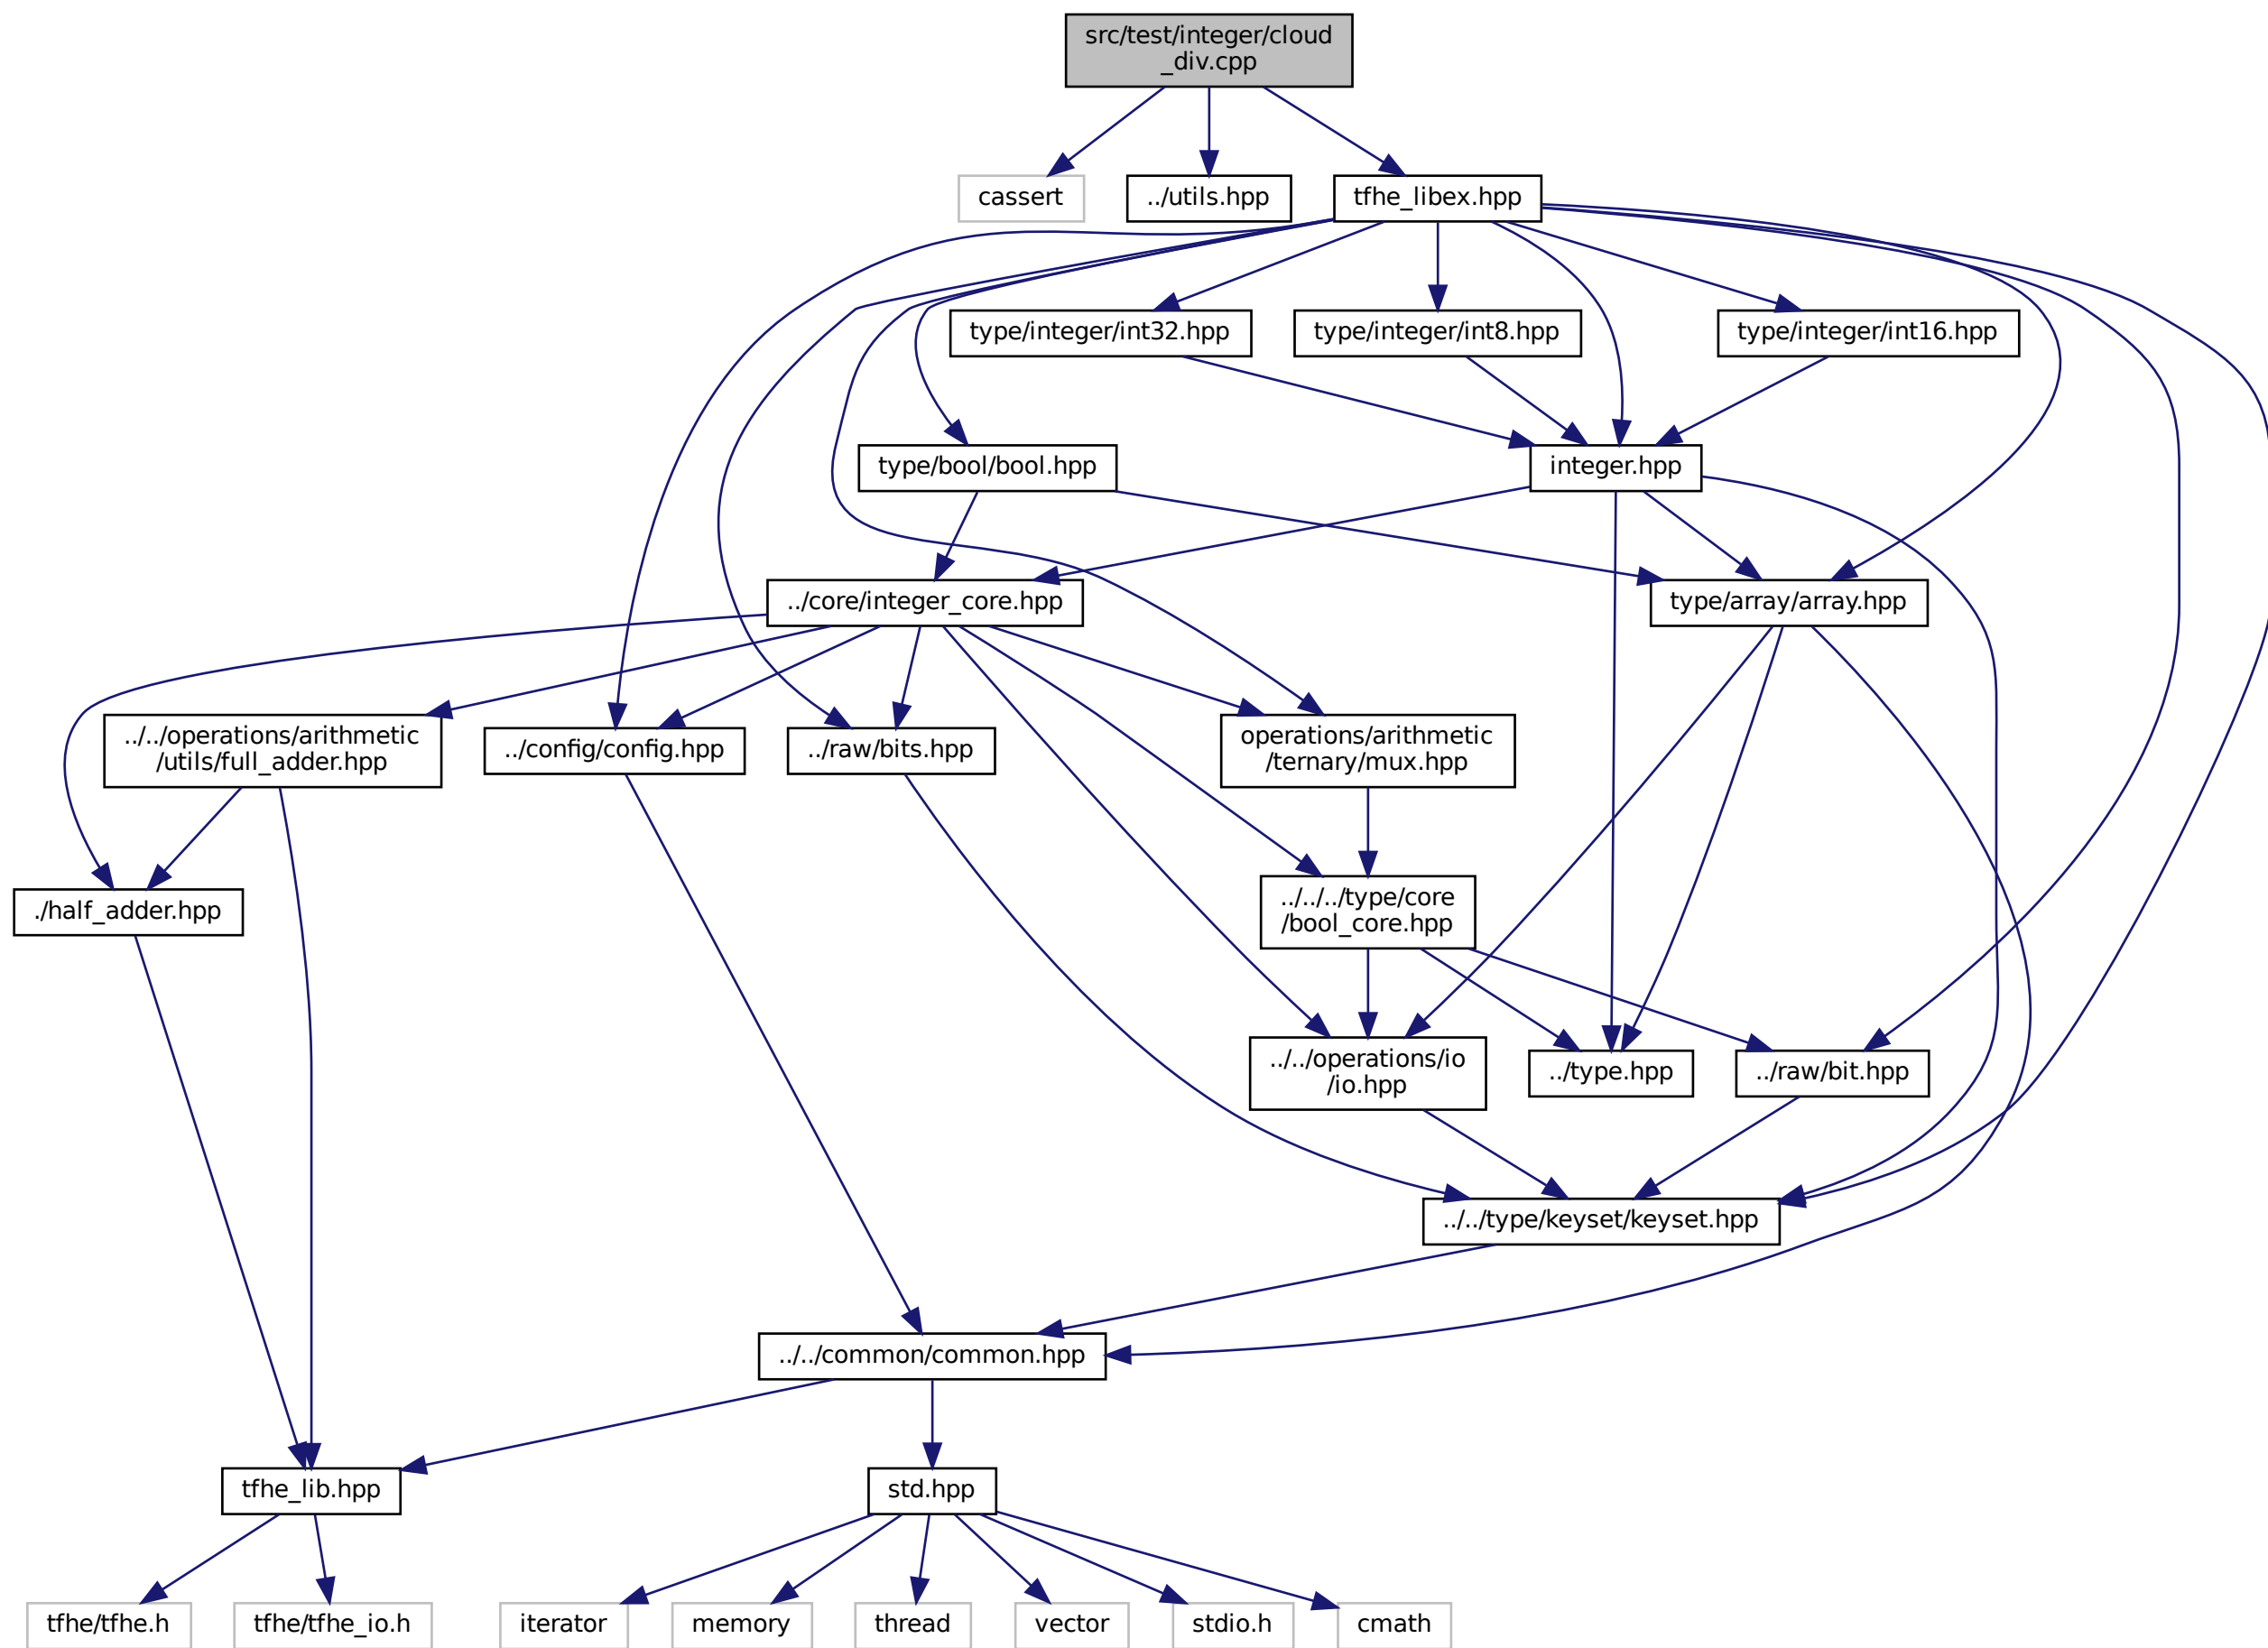 src/test/integer/cloud
_div.cpp
cassert
../utils.hpp
tfhe_libex.hpp
type/integer/int32.hpp
type/integer/int8.hpp
type/integer/int16.hpp
type/bool/bool.hpp
integer.hpp
../core/integer_core.hpp
type/array/array.hpp
../../operations/arithmetic
/utils/full_adder.hpp
../config/config.hpp
../raw/bits.hpp
operations/arithmetic
/ternary/mux.hpp
./half_adder.hpp
../../../type/core
/bool_core.hpp
../../operations/io
/io.hpp
../type.hpp
../raw/bit.hpp
../../type/keyset/keyset.hpp
../../common/common.hpp
tfhe_lib.hpp
std.hpp
tfhe/tfhe.h
tfhe/tfhe_io.h
iterator
memory
thread
vector
stdio.h
cmath